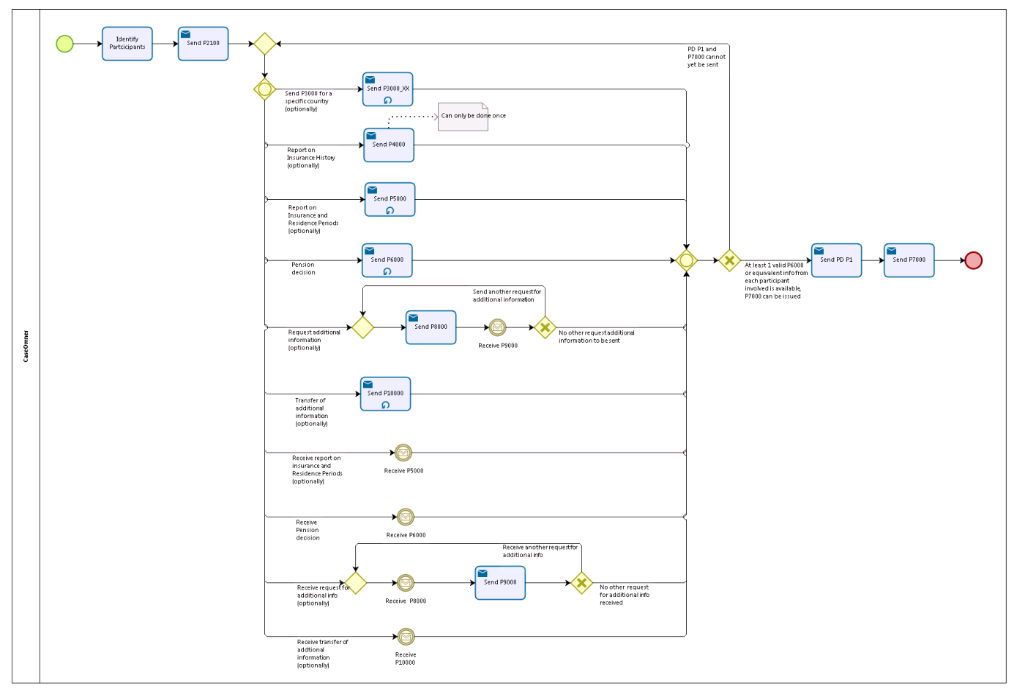 CaseOwner
Identify
Partcicipants
Send P2100
PD P1 and
P7000 cannot
yet be sent
Send P3000 for a
specific country
(optionally)
Send P3000_XX
Can only be done once
Send P4000
Report on
Insurance History
(optionally)
Send P5000
Report on
Insurance and
Residence Periods
(optionally)
Send P6000
Pension
decision
At least 1 valid P6000
or equivalent info from
each participant
involved is available,
P7000 can be issued
Send PD P1
Send P7000
Send another request for
additional information
Request additional
information
(optionally)
Send P8000
Receive P9000
No other request additional
information to be sent
Send P10000
Transfer of
additional
information
(optionally)
Receive report on
insurance and
Residence Periods
(optionally)
Receive P5000
Receive
Pension
decision
Receive P6000
Receive another request for
additional info
Receive request for
additional info
(optionally)
Receive P8000
Send P9000
No other request
for additional info
received
Receive transfer of
addtional
information
(optionally)
Receive
P10000